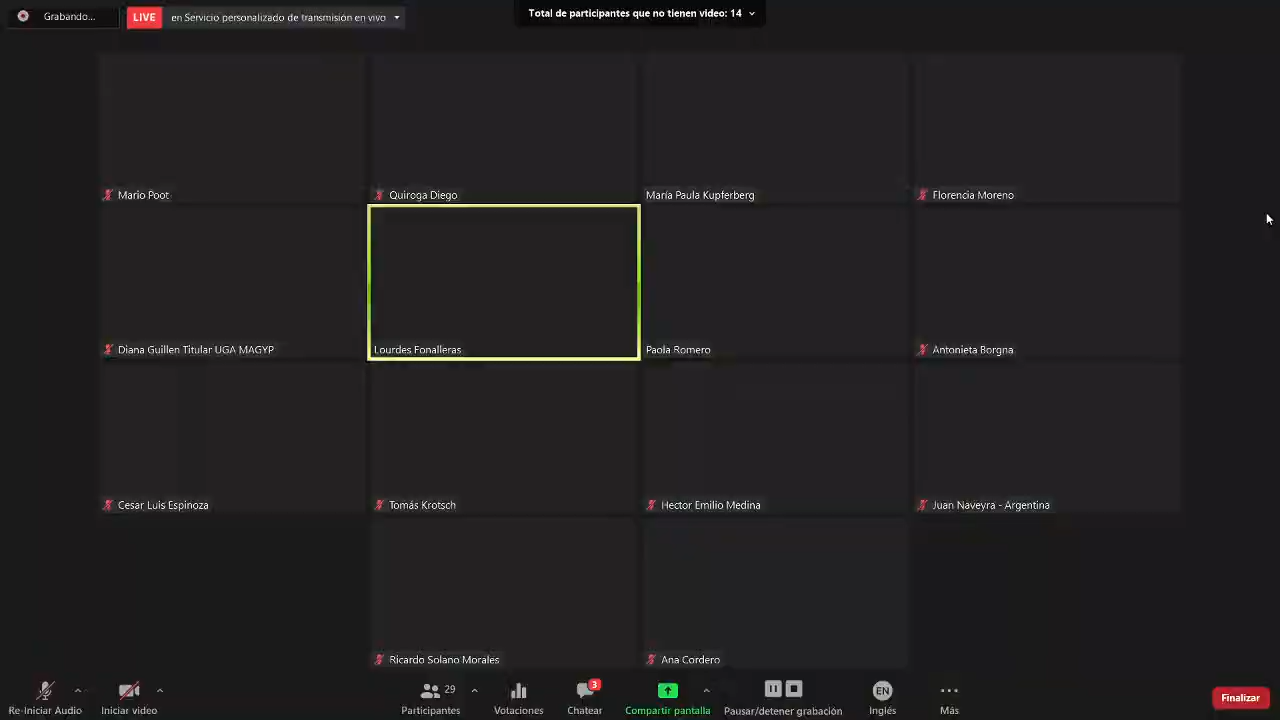 Grabando...
LIVE
en Servicio personalizado de transmisión en vivo
Total de participantes que no tienen video: 14
Mario Poot
Quiroga Diego
María Paula Kupferberg
Florencia Moreno
Diana Guillen Titular UGA MAGYP
Lourdes Fonalleras
Paola Romero
Antonieta Borgna
Cesar Luis Espinoza
Tomás Krotsch
Hector Emilio Medina
Juan Naveyra - Argentina
Ricardo Solano Morales
Ana Cordero
29
3
EN
Re-Iniciar Audio
Iniciar video
Participantes
Votaciones
Chatear
Compartir pantalla
Pausar/detener grabación
Inglés
Más
Finalizar